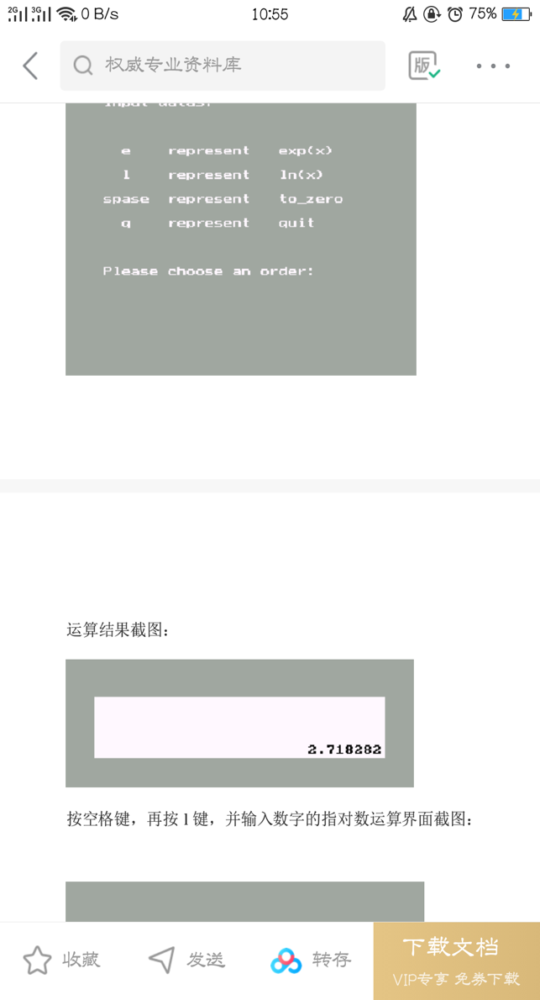 2G 3G 0 B/s 10:55 75%
权威专业资料库 版
Input datas:
e represent exp(x)
l represent ln(x)
spase represent to_zero
q represent quit
Please choose an order:
运算结果截图：
2.718282
按空格键，再按 l 键，并输入数字的指对数运算界面截图：
收藏 发送 转存 下载文档
VIP专享 免券下载